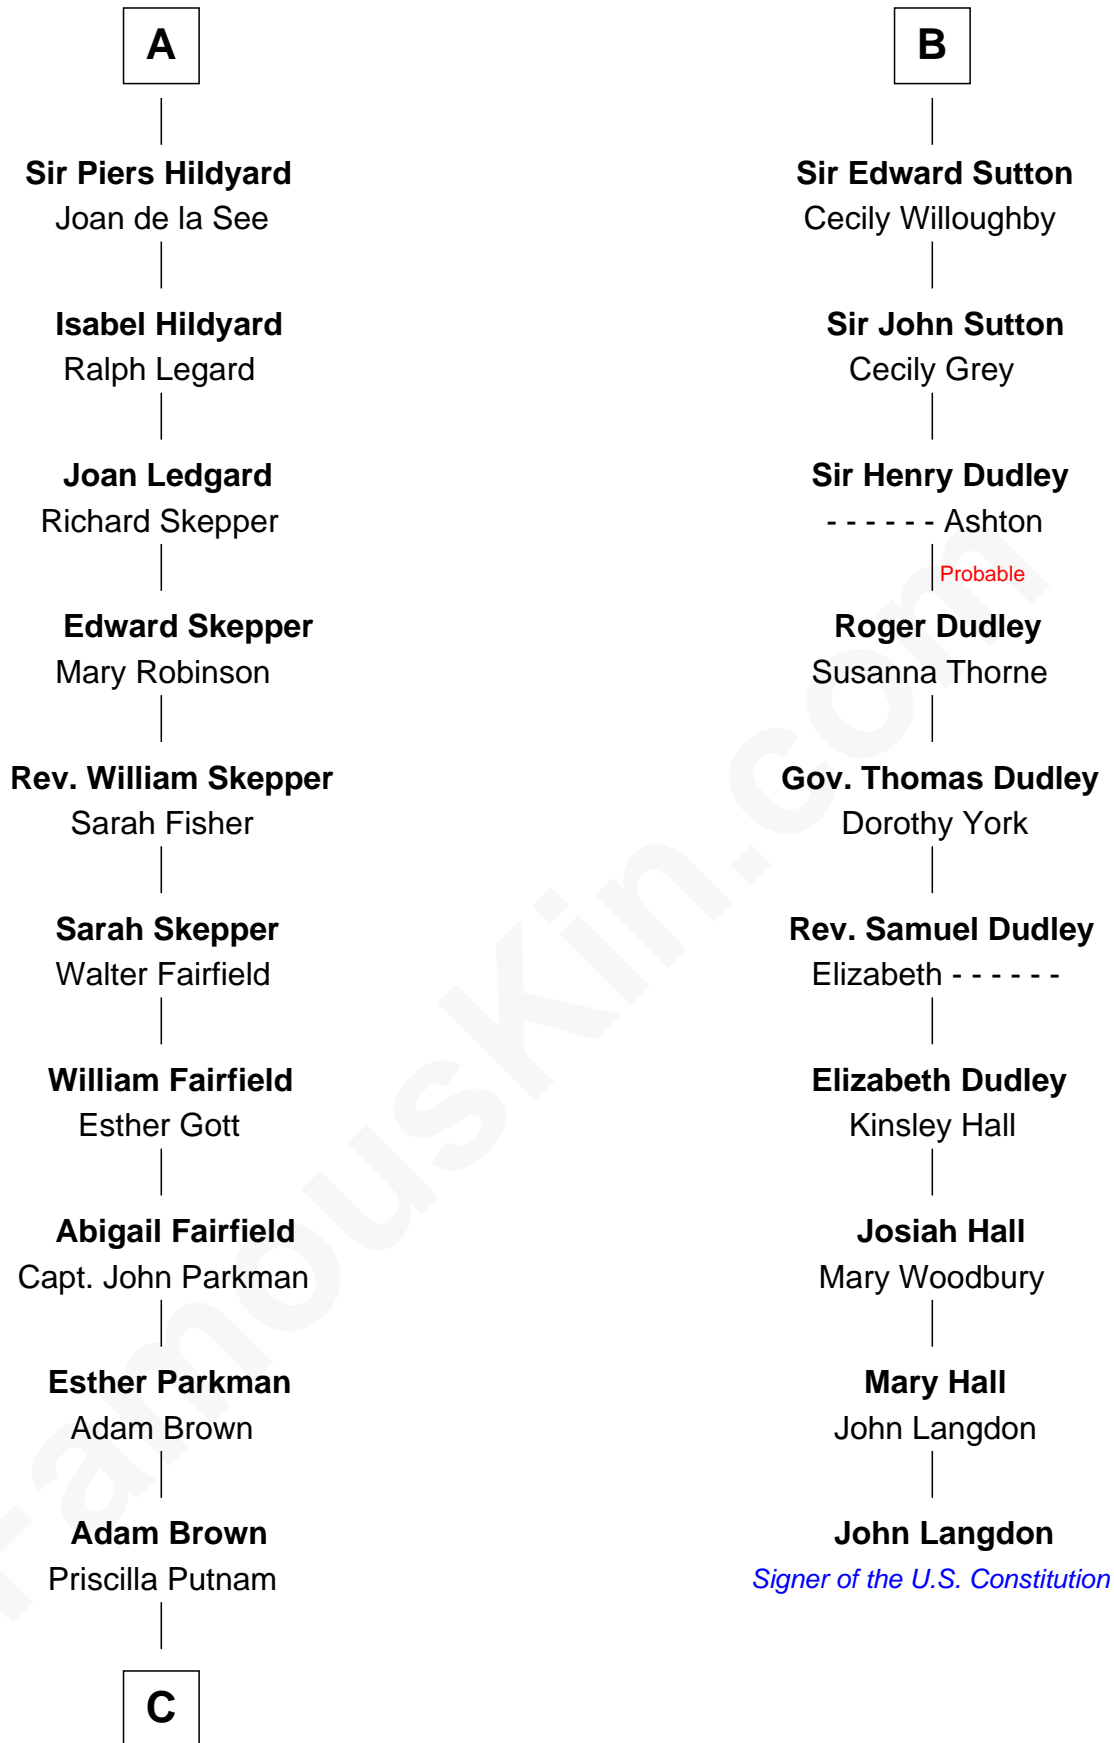 A
Sir Piers Hildyard
Joan de la See
Isabel Hildyard
Ralph Legard
Joan Ledgard
Richard Skepper
Edward Skepper
Mary Robinson
Rev. William Skepper
Sarah Fisher
Sarah Skepper
Walter Fairfield
William Fairfield
Esther Gott
Abigail Fairfield
Capt. John Parkman
Esther Parkman
Adam Brown
Adam Brown
Priscilla Putnam
C
B
Sir Edward Sutton
Cecily Willoughby
Sir John Sutton
Cecily Grey
Sir Henry Dudley
- - - - - - Ashton
Probable
Roger Dudley
Susanna Thorne
Gov. Thomas Dudley
Dorothy York
Rev. Samuel Dudley
Elizabeth - - - - - -
Elizabeth Dudley
Kinsley Hall
Josiah Hall
Mary Woodbury
Mary Hall
John Langdon
John Langdon
Signer of the U.S. Constitution
FamousKin.com